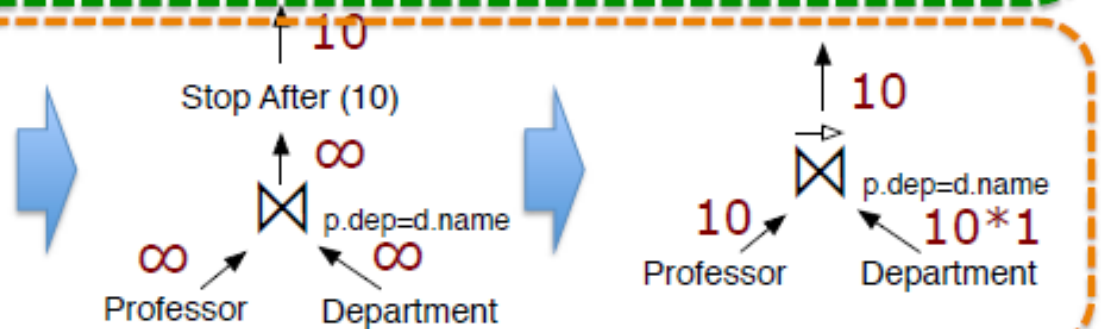 10
Stop After (10)
∞
p.dep=d.name
∞
∞
Professor
Department
10
p.dep=d.name
10
10*1
Professor
Department